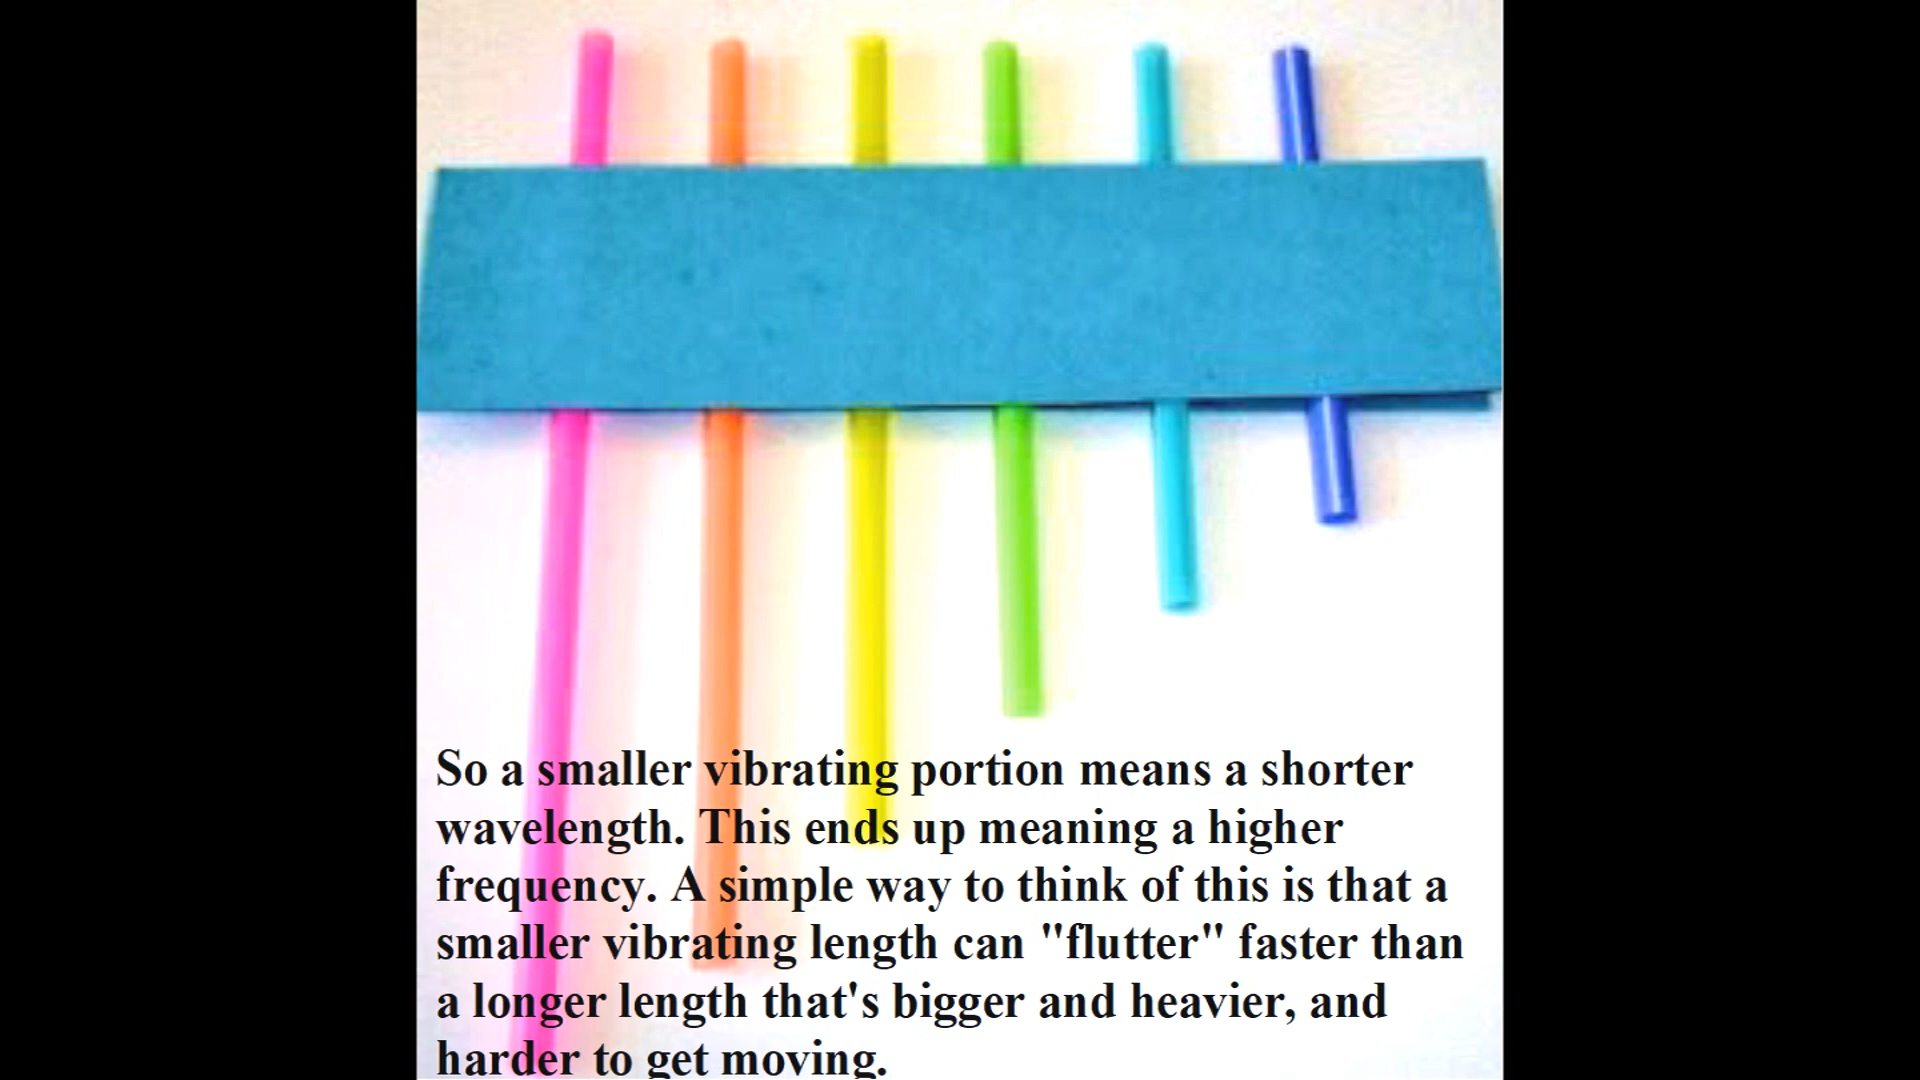 So a smaller vibrating portion means a shorter
wavelength. This ends up meaning a higher
frequency. A simple way to think of this is that a
smaller vibrating length can "flutter" faster than
a longer length that's bigger and heavier, and
harder to get moving.